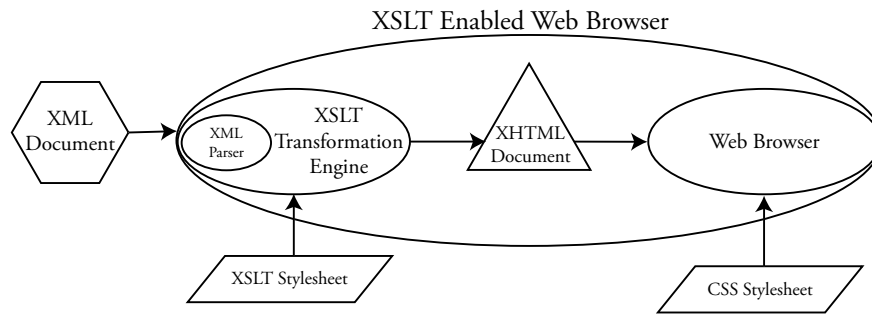 XSLT Enabled Web Browser
XML
Document
XML
Parser
XSLT
Transformation
Engine
XHTML
Document
Web Browser
XSLT Stylesheet
CSS Stylesheet